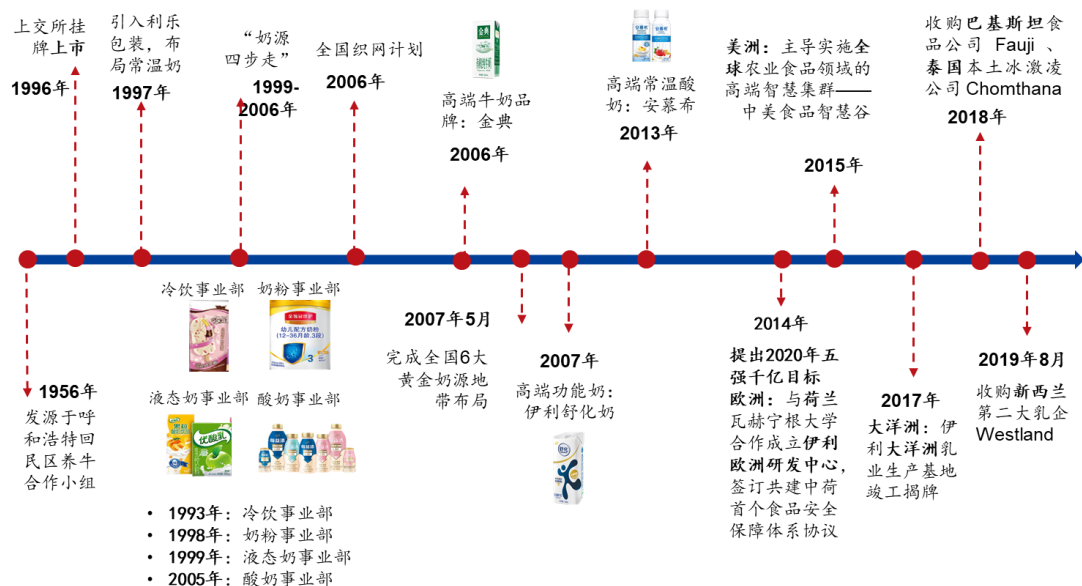 上交所挂
牌上市
1996年
引入利乐
包装，布
局常温奶
1997年
“奶源
四步走”
1999-
2006年
全国织网计划
2006年
高端牛奶品
牌：金典
2006年
高端常温酸
奶：安慕希
2013年
美洲：主导实施全
球农业食品领域的
高端智慧集群——
中美食品智慧谷
2015年
收购巴基斯坦食
品公司 Fauji 、
泰国本土冰激凌
公司 Chomthana
2018年
1956年
发源于呼
和浩特回
民区养牛
合作小组
冷饮事业部
奶粉事业部
幼儿配方奶粉
(12-36月龄,3段)
3
液态奶事业部
酸奶事业部
优酸乳
• 1993年：冷饮事业部
• 1998年：奶粉事业部
• 1999年：液态奶事业部
• 2005年：酸奶事业部
2007年5月
完成全国6大
黄金奶源地
带布局
2007年
高端功能奶：
伊利舒化奶
2014年
提出2020年五
强千亿目标
欧洲：与荷兰
瓦赫宁根大学
合作成立伊利
欧洲研发中心，
签订共建中荷
首个食品安全
保障体系协议
2017年
大洋洲：伊
利大洋洲乳
业生产基地
竣工揭牌
2019年8月
收购新西兰
第二大乳企
Westland